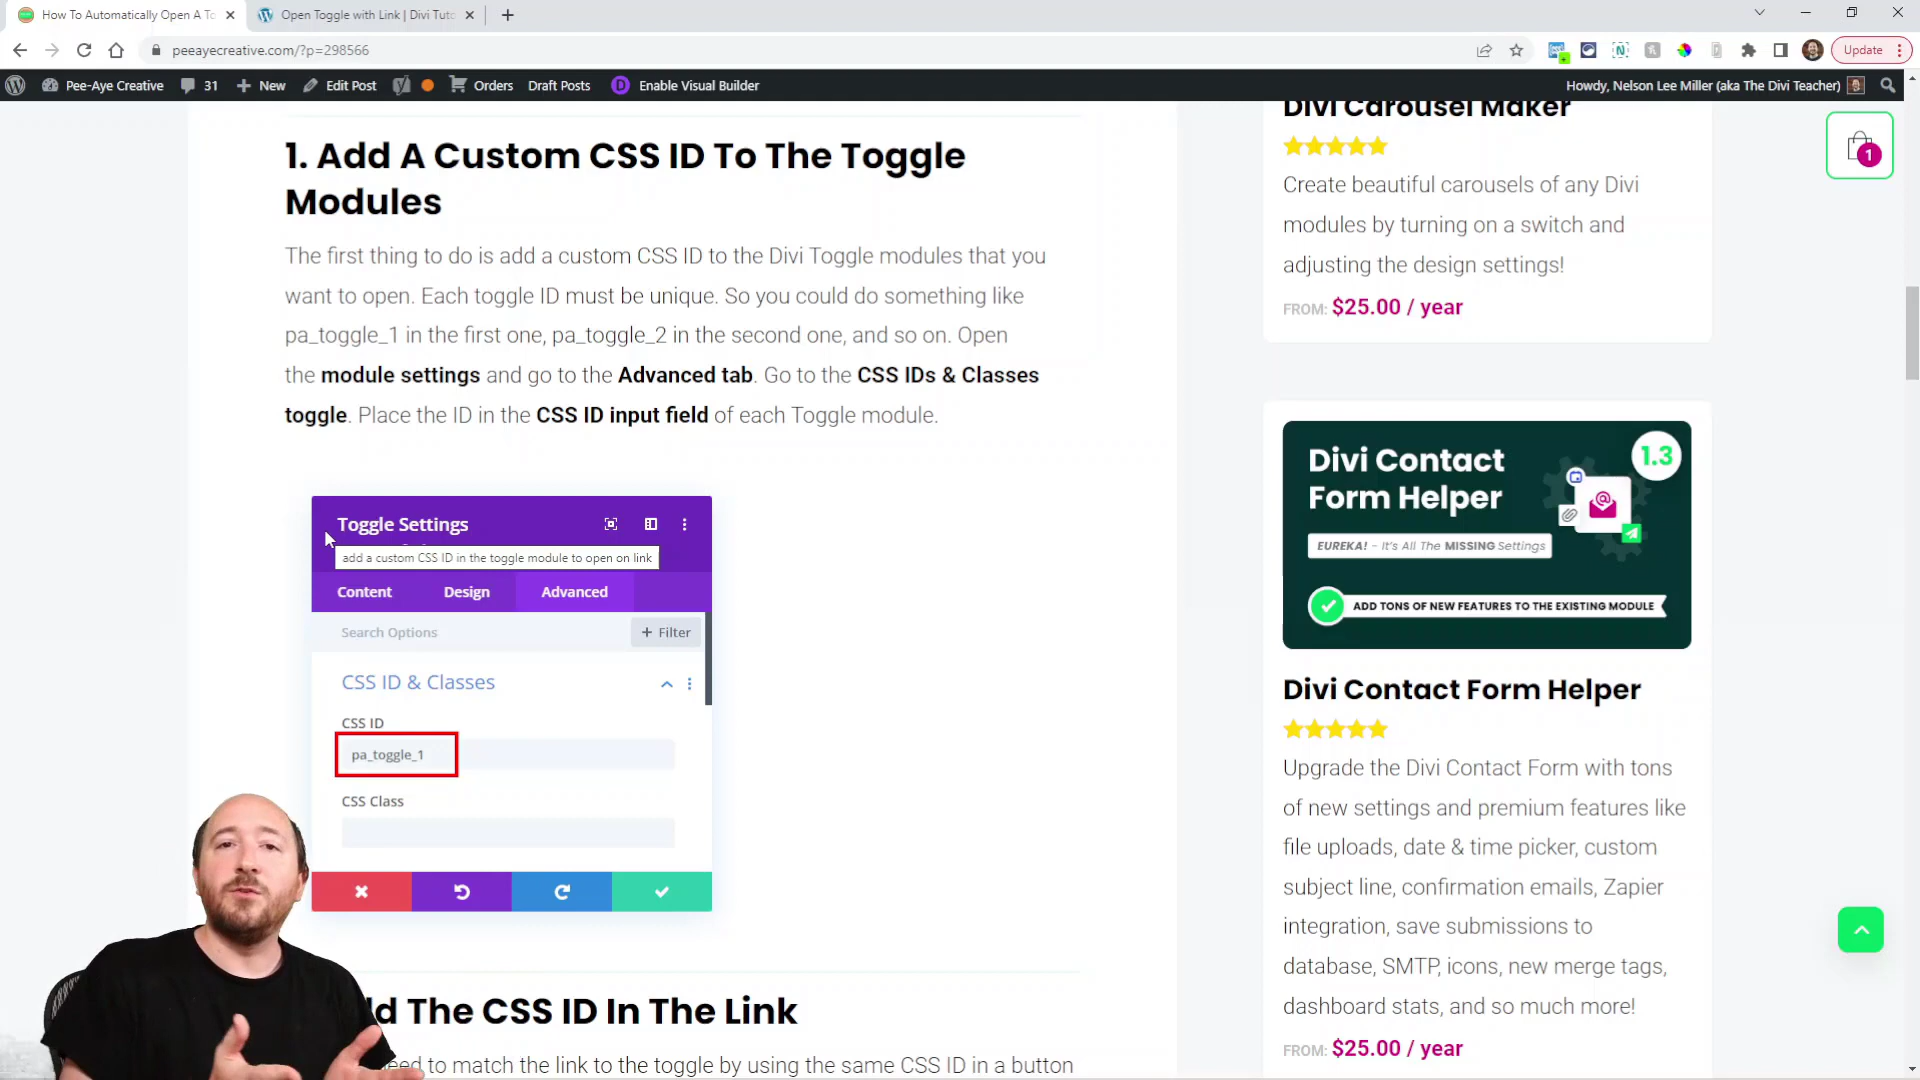 How To Automatically Open A To
Open Toggle with Link | Divi Tuto
peeayecreative.com/?p=298566
Update
Pee-Aye Creative
31
New
Edit Post
Orders
Draft Posts
D
Enable Visual Builder
Howdy, Nelson Lee Miller (aka The Divi Teacher)
1. Add A Custom CSS ID To The Toggle
Modules
The first thing to do is add a custom CSS ID to the Divi Toggle modules that you
want to open. Each toggle ID must be unique. So you could do something like
pa_toggle_1 in the first one, pa_toggle_2 in the second one, and so on. Open
the module settings and go to the Advanced tab. Go to the CSS IDs & Classes
toggle. Place the ID in the CSS ID input field of each Toggle module.
Toggle Settings
add a custom CSS ID in the toggle module to open on link
Content
Design
Advanced
Search Options
+ Filter
CSS ID & Classes
CSS ID
pa_toggle_1
CSS Class
d The CSS ID In The Link
eed to match the link to the toggle by using the same CSS ID in a button
Divi Carousel Maker
Create beautiful carousels of any Divi
modules by turning on a switch and
adjusting the design settings!
FROM: $25.00 / year
1
Divi Contact
Form Helper
1.3
EUREKA! - It's All The MISSING Settings
ADD TONS OF NEW FEATURES TO THE EXISTING MODULE
Divi Contact Form Helper
Upgrade the Divi Contact Form with tons
of new settings and premium features like
file uploads, date & time picker, custom
subject line, confirmation emails, Zapier
integration, save submissions to
database, SMTP, icons, new merge tags,
dashboard stats, and so much more!
FROM: $25.00 / year